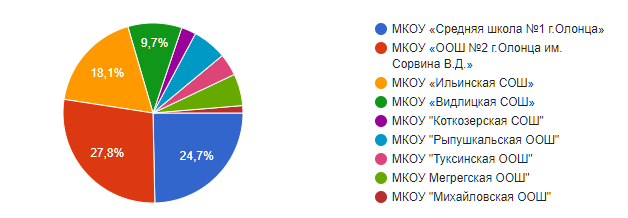 9,7%
18,1%
27,8%
24,7%
МКОУ «Средняя школа №1 г.Олонца»
МКОУ «ООШ №2 г.Олонца им.
Сорвина В.Д.»
МКОУ «Ильинская СОШ»
МКОУ «Видлицкая СОШ»
МКОУ "Коткозерская СОШ"
МКОУ "Рыпушкальская ООШ"
МКОУ "Туксинская ООШ"
МКОУ Мегрегская ООШ"
МКОУ "Михайловская ООШ"